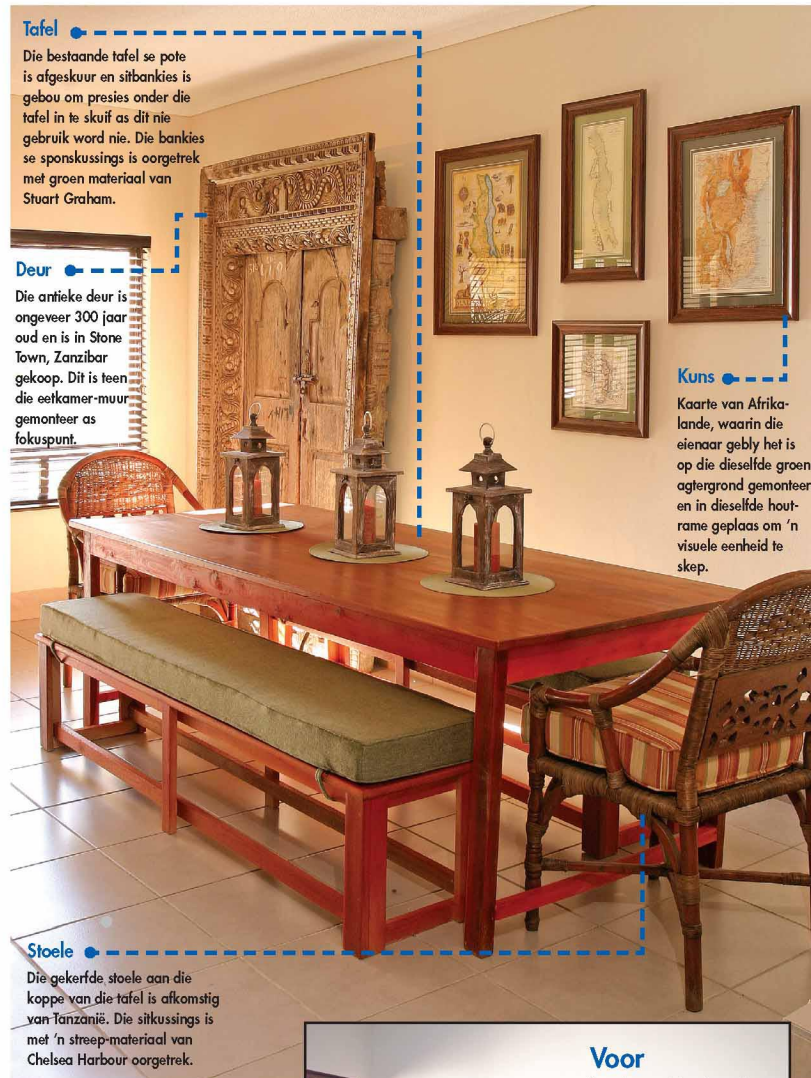 Tafel
Die bestaande tafel se pote
is afgeskuur en sitbankies is
gebou om presies onder die
tafel in te skuif as dit nie
gebruik word nie. Die bankies
se sponskussings is oorgetrek
met groen materiaal van
Stuart Graham.
Deur
Die antieke deur is
ongeveer 300 jaar
oud en is in Stone
Town, Zanzibar
gekoop. Dit is teen
die eetkamer-muur
gemonteer as
fokuspunt.
Kuns
Kaarte van Afrika-
lande, waarin die
eienaar gebly het is
op die dieselfde groen
agtergrond gemonteer
en in dieselfde hout-
rame geplaas om 'n
visuele eenheid te
skep.
Stoele
Die gekerfde stoele aan die
koppe van die tafel is afkomstig
van Tanzanië. Die sitkussings is
met 'n streep-materiaal van
Chelsea Harbour oorgetrek.
Voor